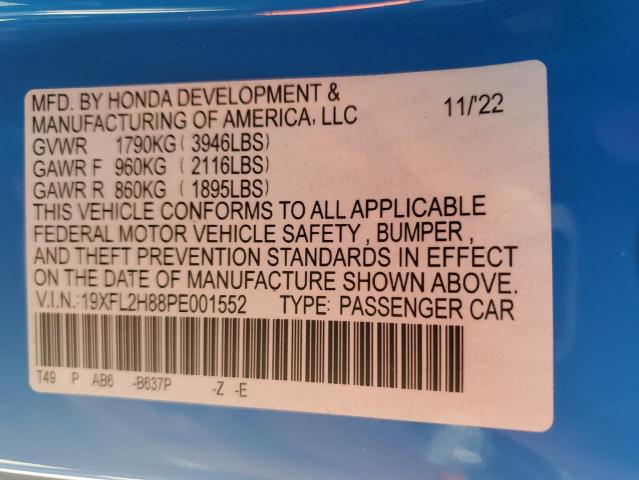 MFD. BY HONDA DEVELOPMENT & 11/'22
MANUFACTURING OF AMERICA, LLC
GVWR 1790KG ( 3946LBS)
GAWR F 960KG ( 2116LBS)
GAWR R 860KG ( 1895LBS)
THIS VEHICLE CONFORMS TO ALL APPLICABLE
FEDERAL MOTOR VEHICLE SAFETY , BUMPER ,
AND THEFT PREVENTION STANDARDS IN EFFECT
ON THE DATE OF MANUFACTURE SHOWN ABOVE.
V.I.N.:19XFL2H88PE001552 TYPE: PASSENGER CAR
T49 P AB6 -B637P -Z -E